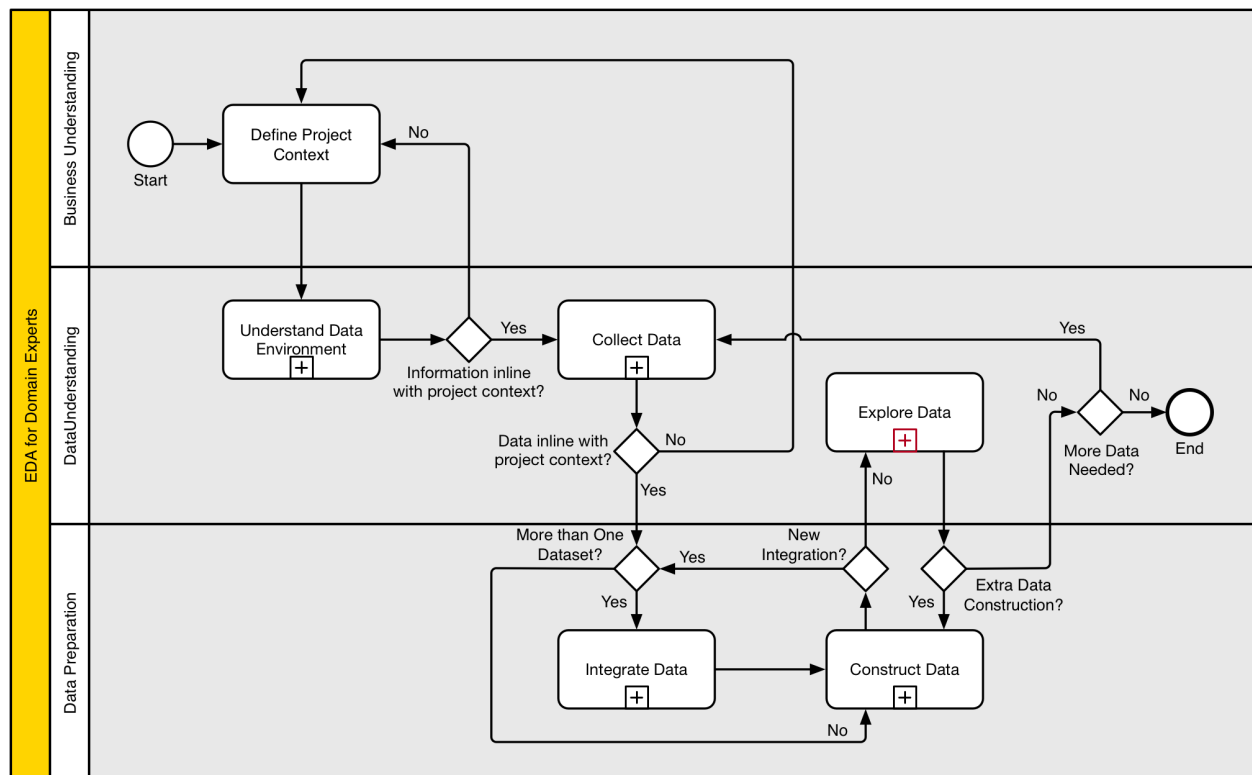 EDA for Domain Experts
Business Understanding
Define Project
Context
Start
No
DataUnderstanding
Understand Data
Environment
Yes
Information inline
with project context?
Collect Data
Yes
Data inline with
project context?
No
Yes
Explore Data
No
No
No
More Data
Needed?
End
Data Preparation
More than One
Dataset?
Yes
New
Integration?
Yes
Extra Data
Construction?
Yes
Integrate Data
Construct Data
No